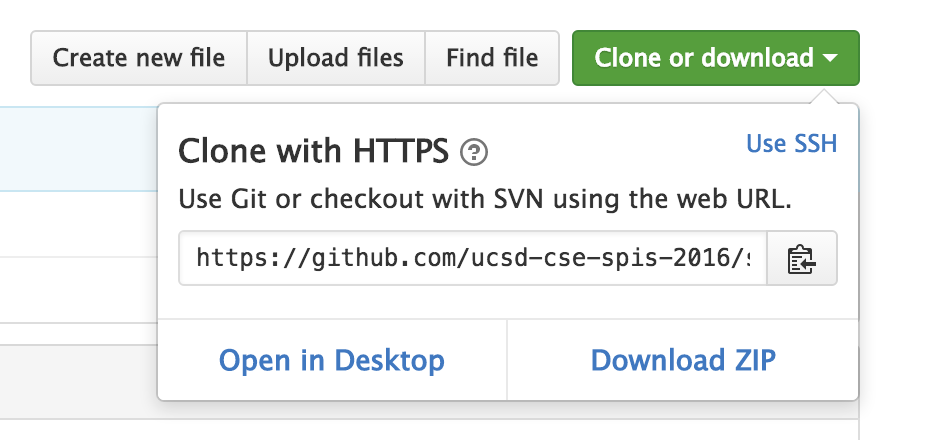 Create new file Upload files Find file Clone or download
Clone with HTTPS ?
Use SSH
Use Git or checkout with SVN using the web URL.
https://github.com/ucsd-cse-spis-2016/s
Open in Desktop Download ZIP